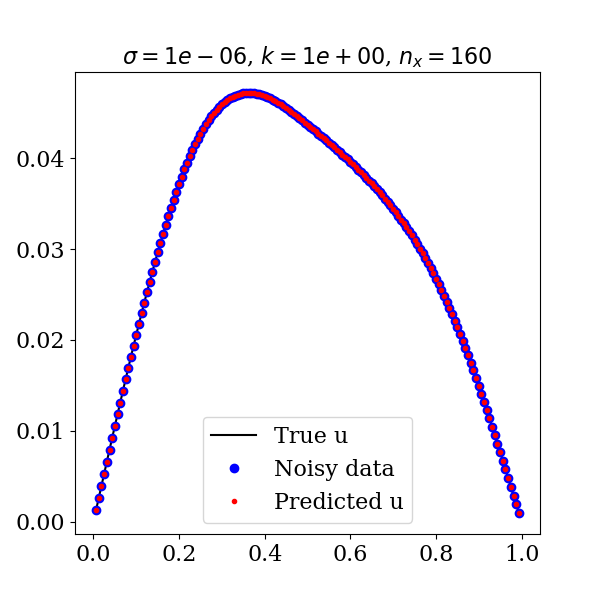 σ = 1e − 06, k = 1e + 00, nₓ = 160
0.04
0.03
0.02
0.01
0.00
True u
Noisy data
Predicted u
0.0 0.2 0.4 0.6 0.8 1.0